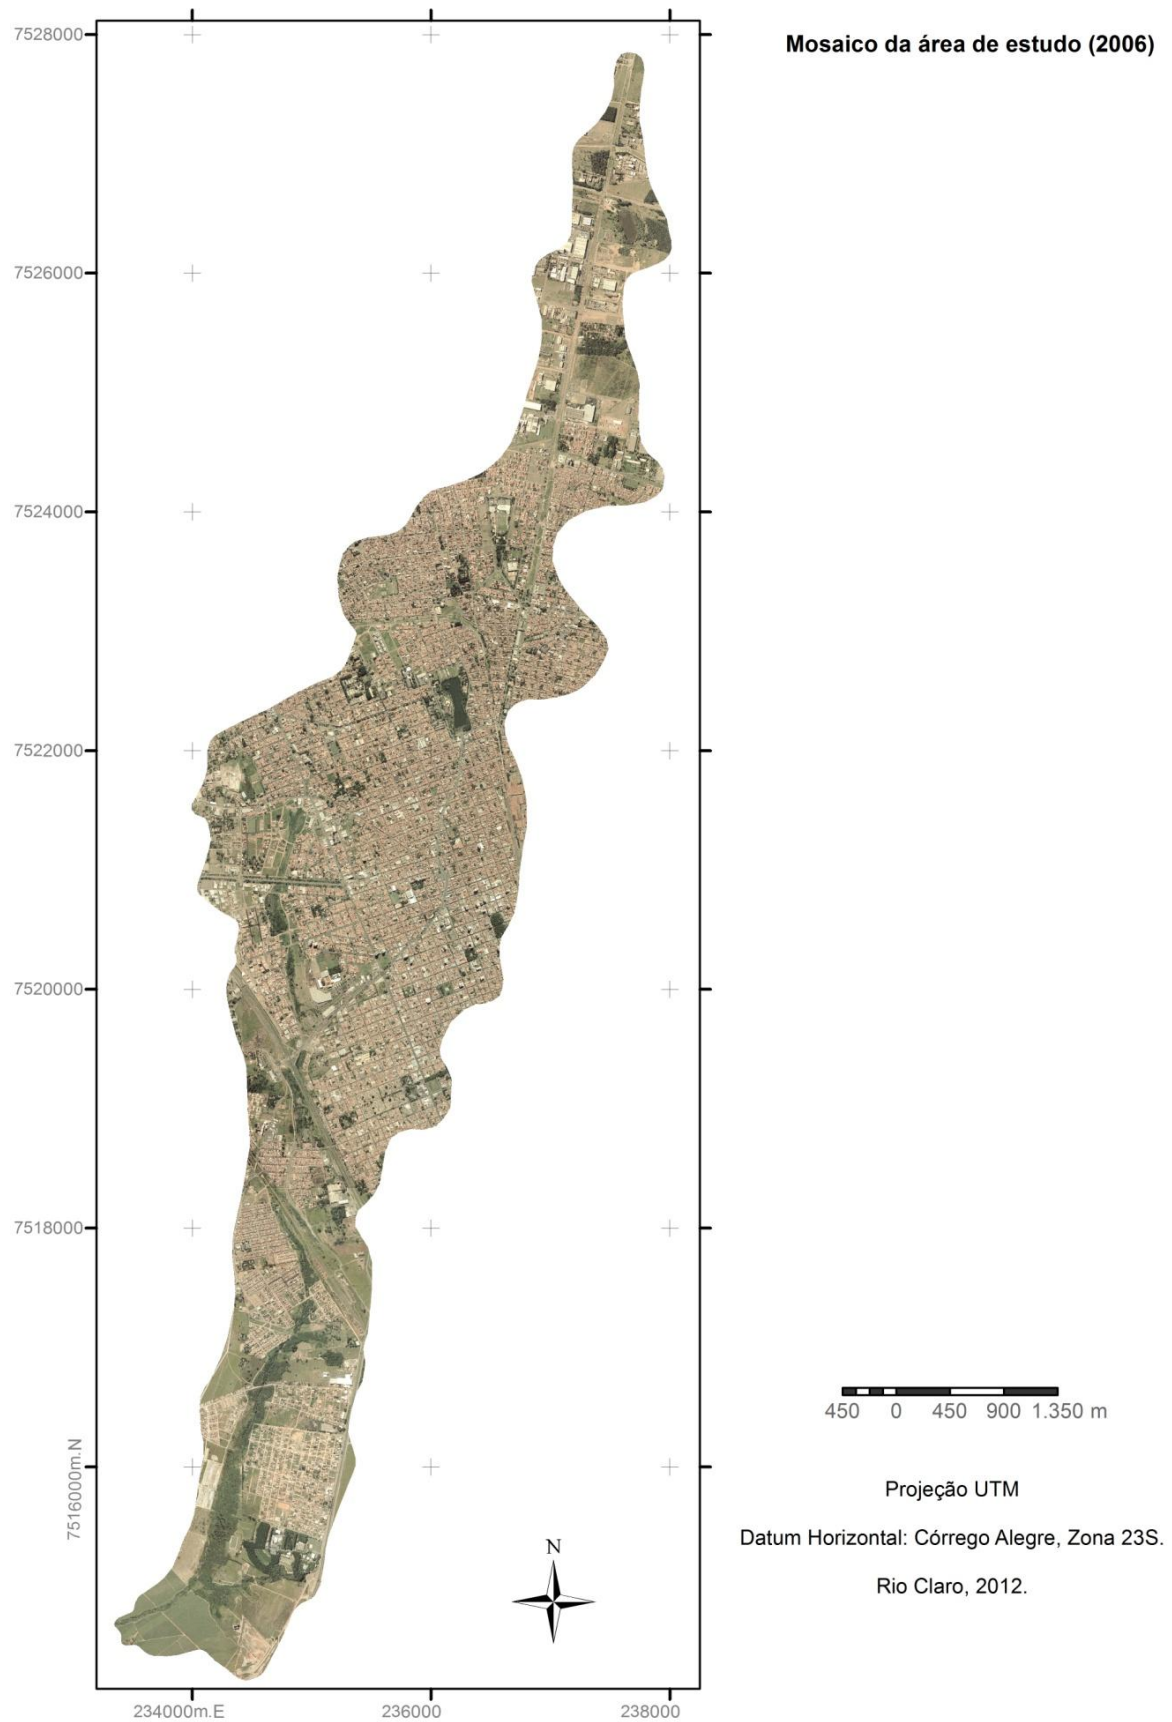 Mosaico da área de estudo (2006)
7528000
7526000
7524000
7522000
7520000
7518000
7516000m.N
234000m.E
236000
238000
N
450 0 450 900 1.350 m
Projeção UTM
Datum Horizontal: Córrego Alegre, Zona 23S.
Rio Claro, 2012.